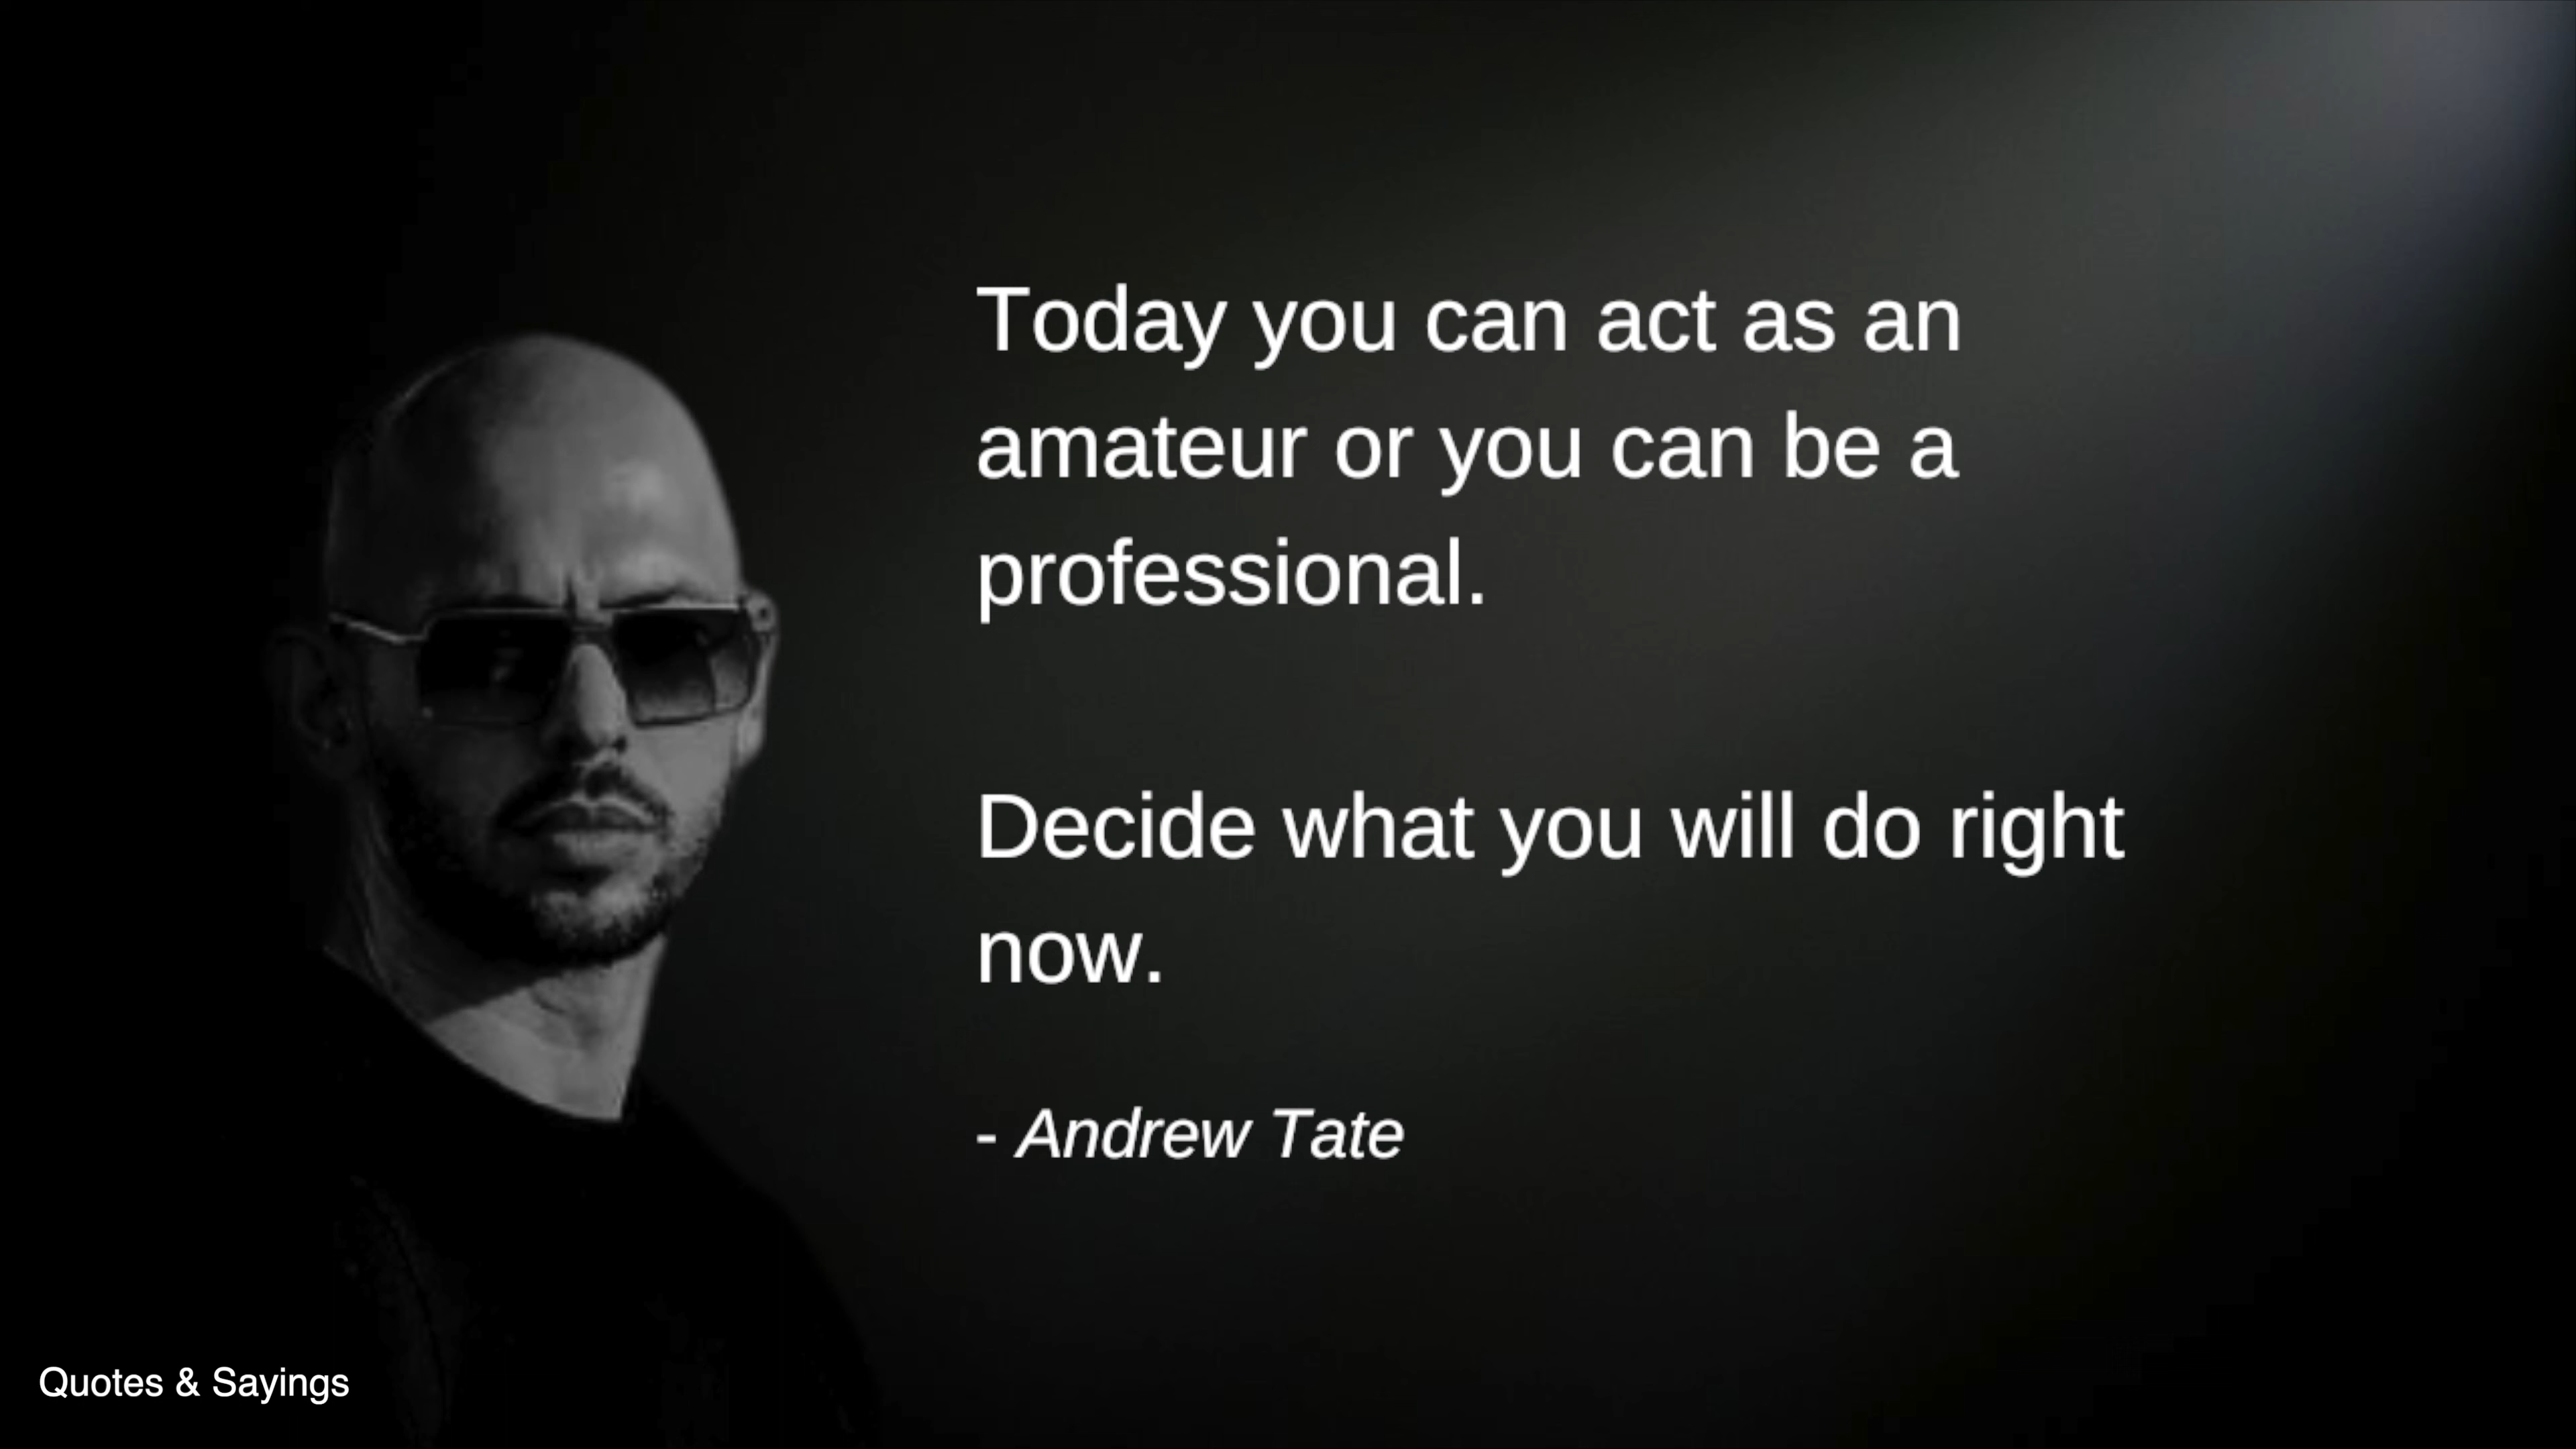 Today you can act as an
amateur or you can be a
professional.
Decide what you will do right
now.
- Andrew Tate
Quotes & Sayings